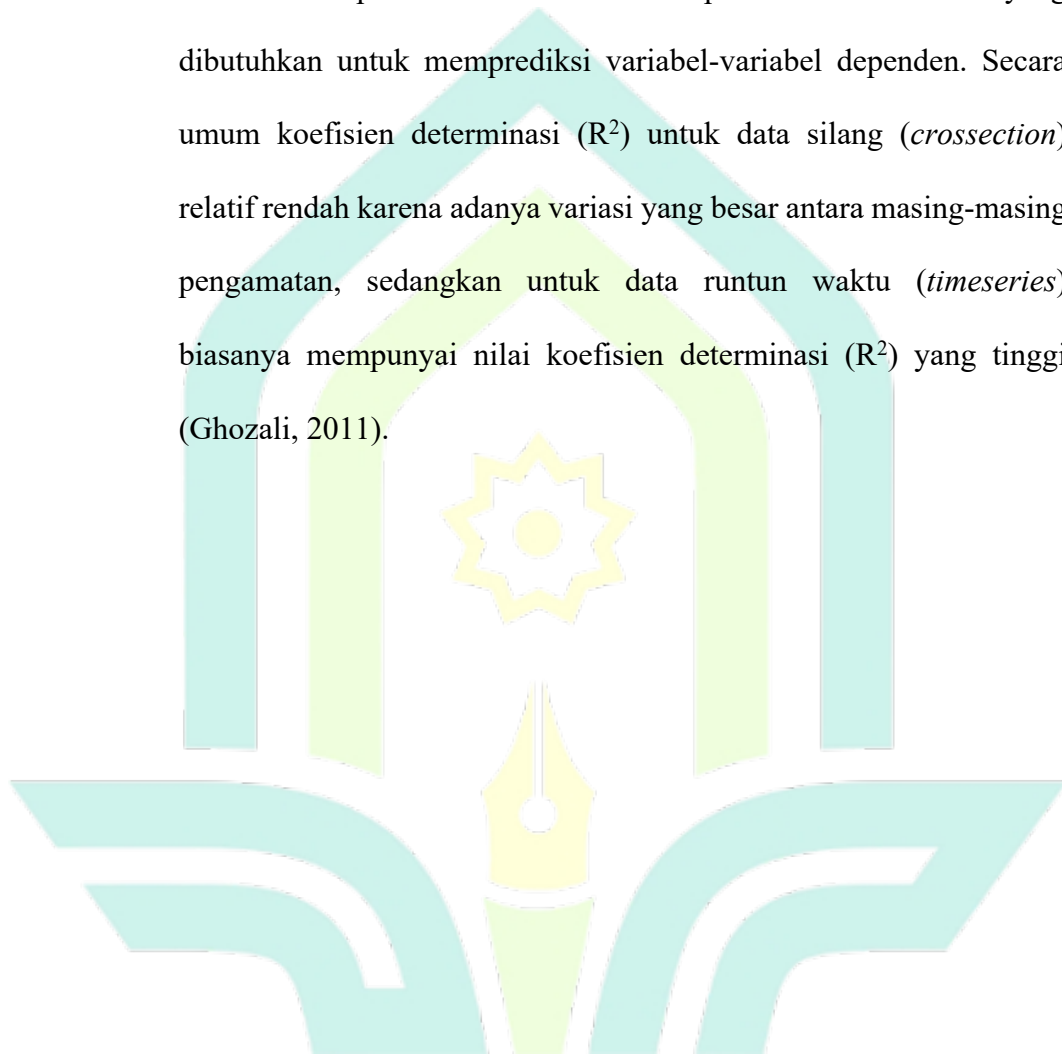 dibutuhkan untuk memprediksi variabel-variabel dependen. Secara
umum koefisien determinasi (R²) untuk data silang (crossection)
relatif rendah karena adanya variasi yang besar antara masing-masing
pengamatan, sedangkan untuk data runtun waktu (timeseries)
biasanya mempunyai nilai koefisien determinasi (R²) yang tinggi
(Ghozali, 2011).